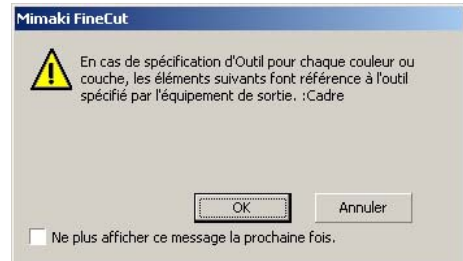 Mimaki FineCut
En cas de spécification d'Outil pour chaque couleur ou
couche, les éléments suivants font référence à l'outil
spécifié par l'équipement de sortie. :Cadre
OK
Annuler
Ne plus afficher ce message la prochaine fois.